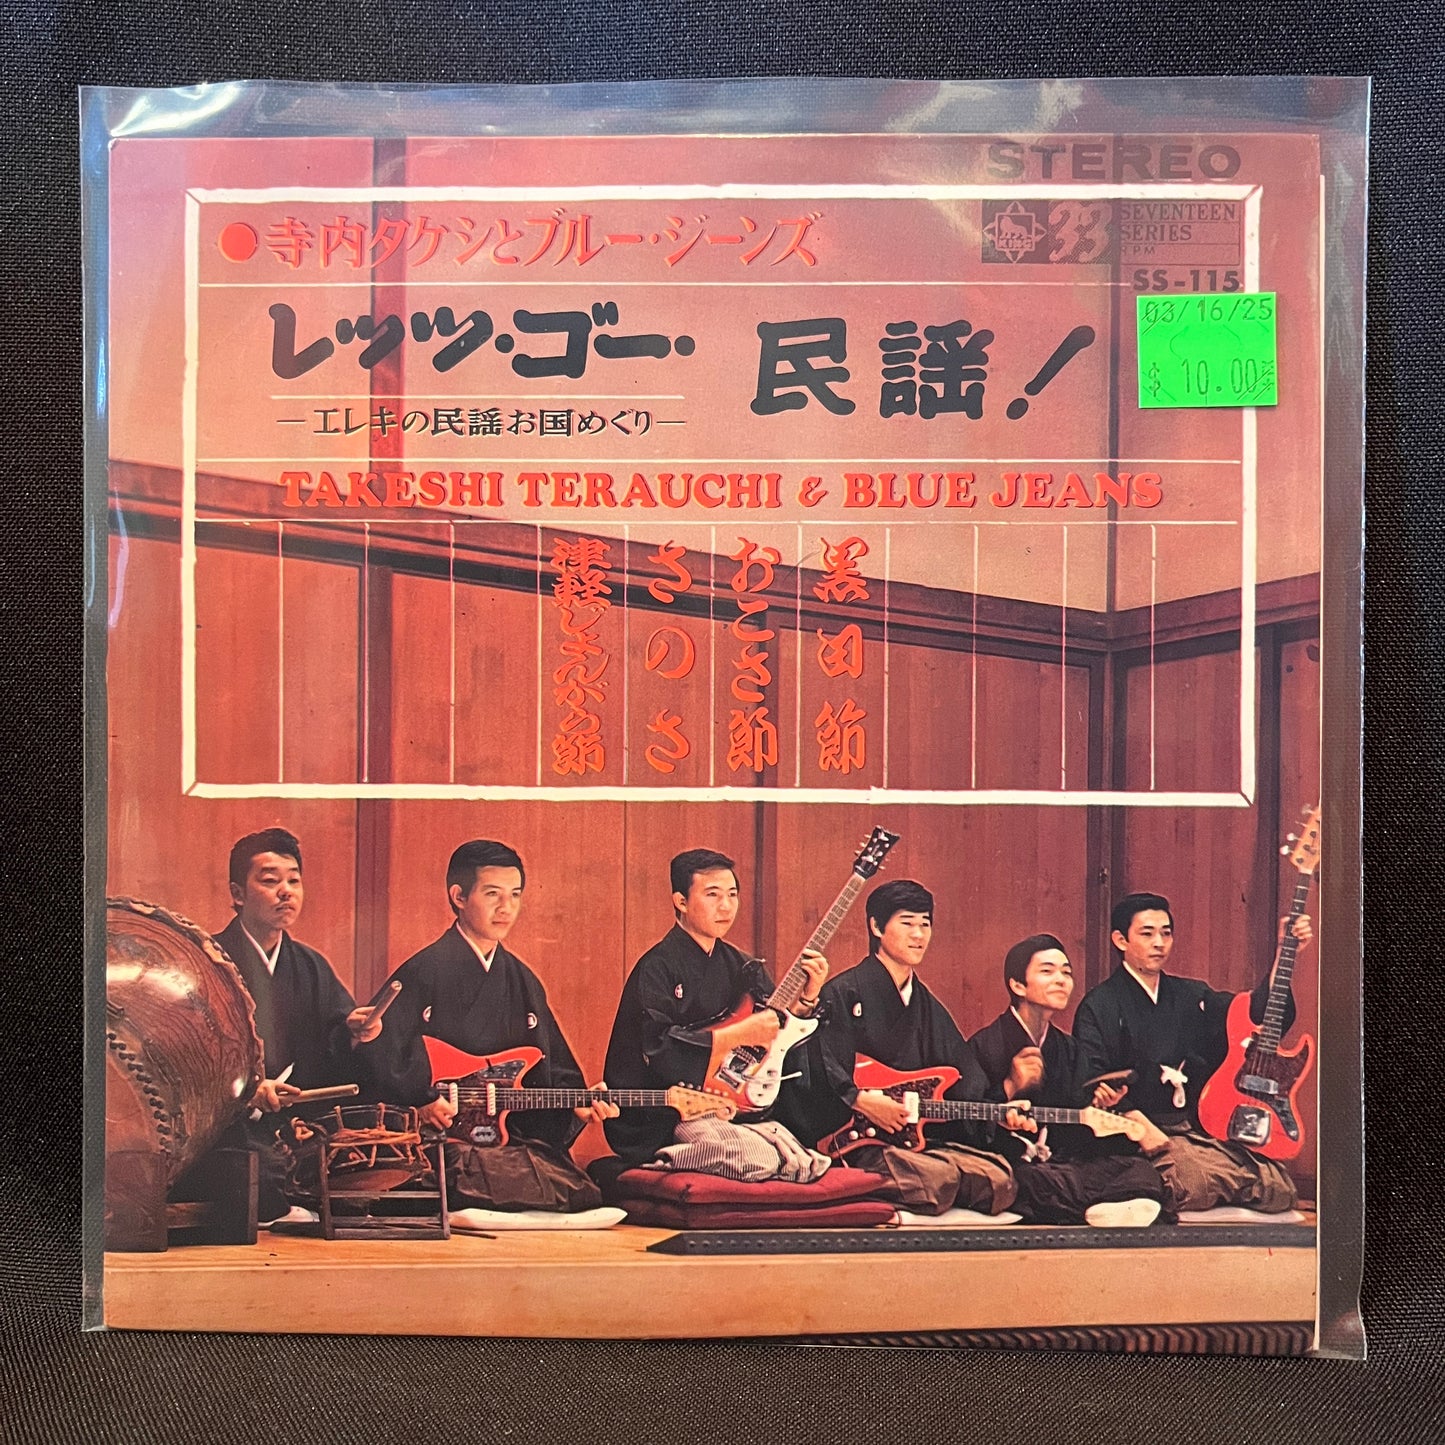 STEREO
●寺内タケシとブルー・ジーンズ
KING
33
SEVENTEEN
SERIES
RPM
SS-115
03/16/25
10.00
レッツ・ゴー・民謡!
—エレキの民謡お国めぐり—
TAKESHI TERAUCHI & BLUE JEANS
黒田節
おこさ節
さのさ
津軽じょんがら節